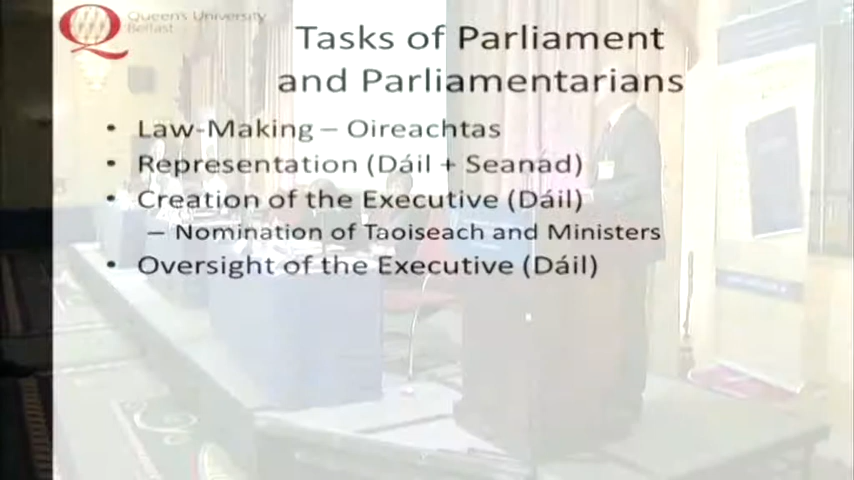 Queen's University
Belfast
Tasks of Parliament
and Parliamentarians
• Law-Making – Oireachtas
• Representation (Dáil + Seanad)
• Creation of the Executive (Dáil)
– Nomination of Taoiseach and Ministers
• Oversight of the Executive (Dáil)